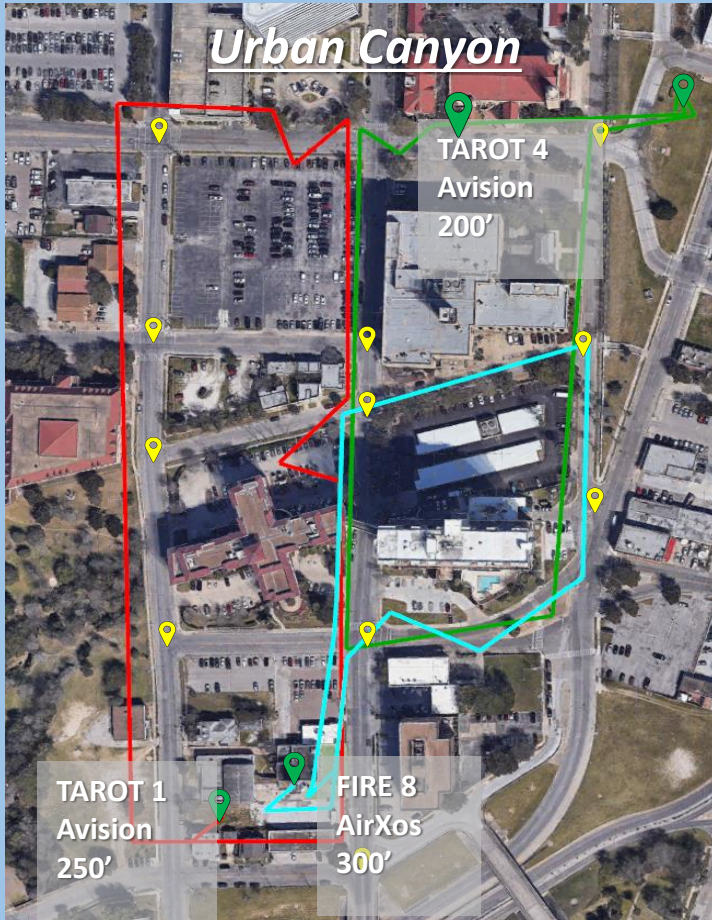 Urban Canyon
TAROT 4
Avision
200’
TAROT 1
Avision
250’
FIRE 8
AirXos
300’